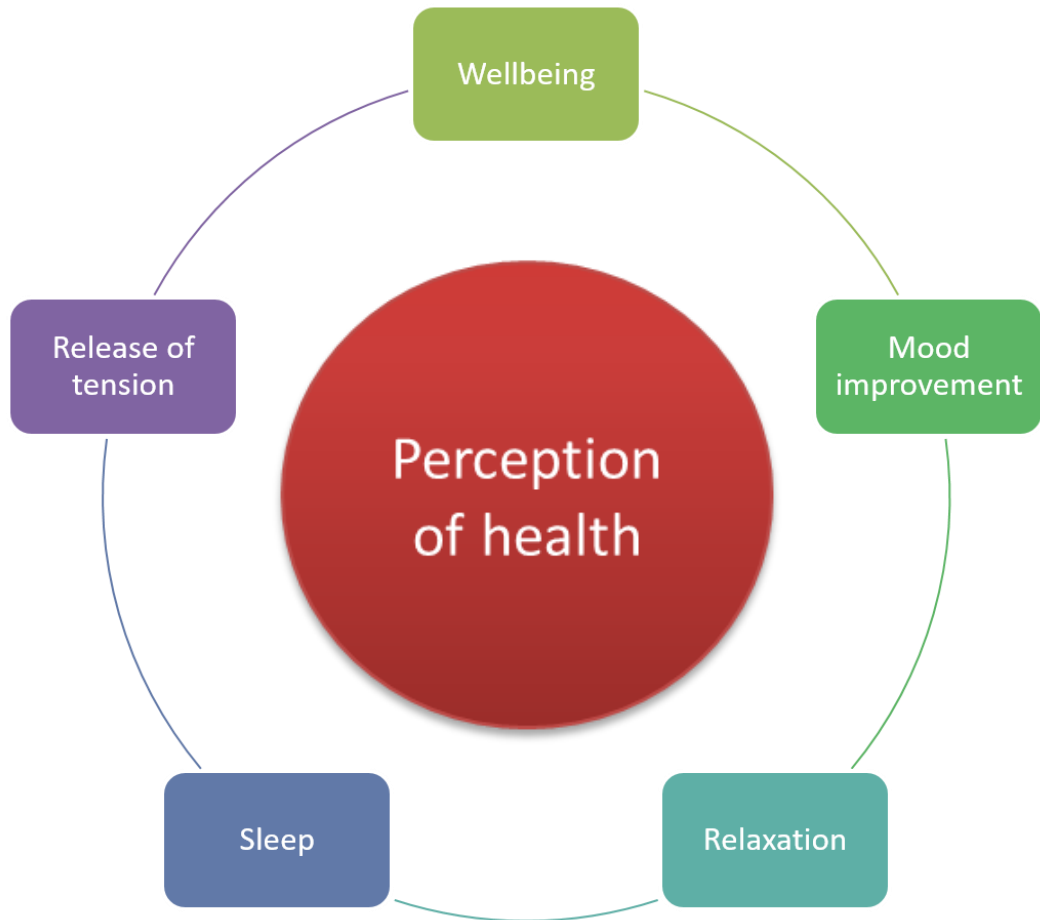 Wellbeing
Release of
tension
Mood
improvement
Perception
of health
Sleep
Relaxation